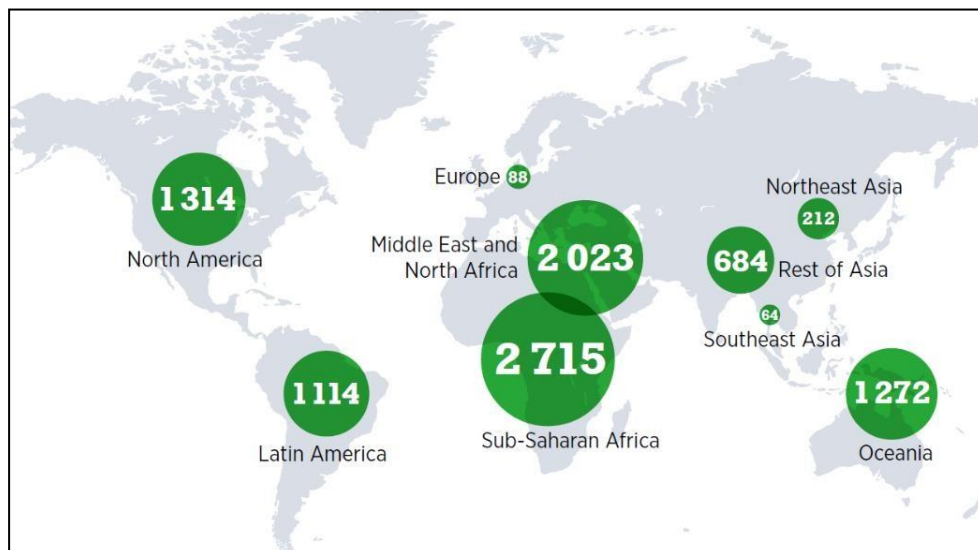 1 314
North America
Europe 88
Northeast Asia
212
Middle East and
North Africa
2 023
684
Rest of Asia
64
Southeast Asia
2 715
Sub-Saharan Africa
1 114
Latin America
1 272
Oceania